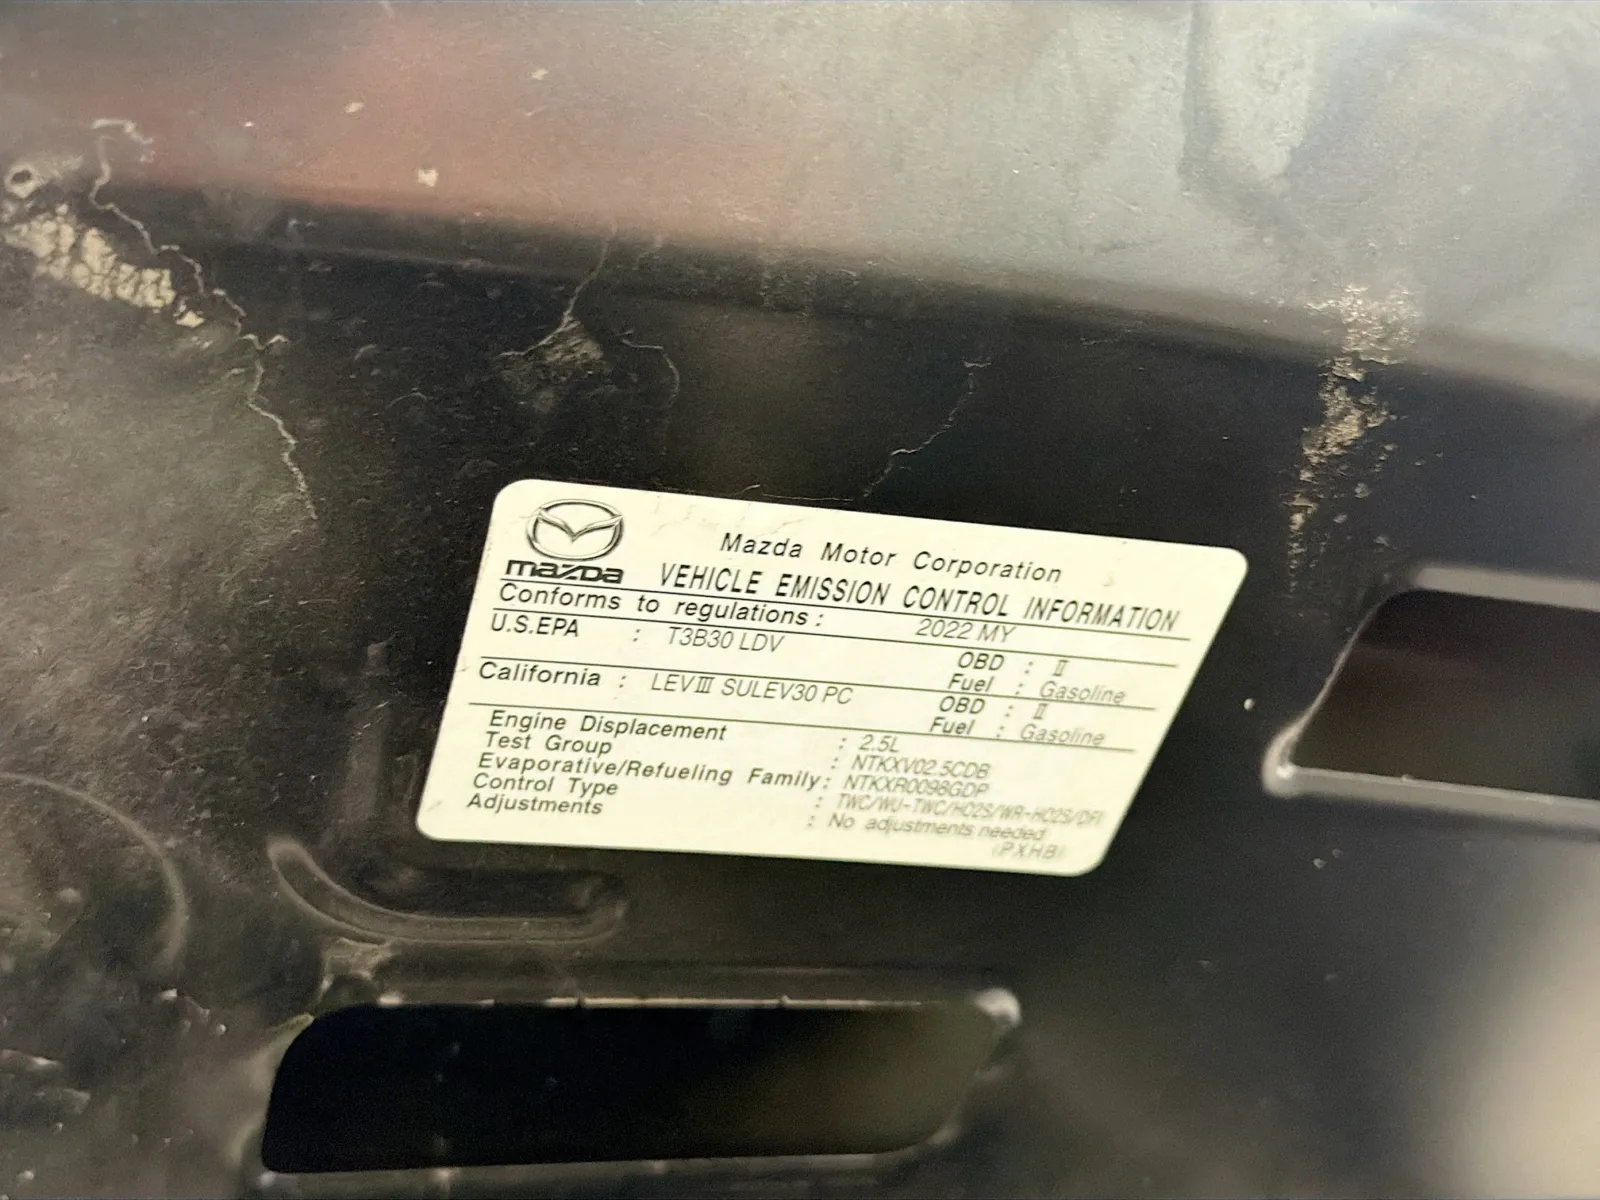 mazda
Mazda Motor Corporation
VEHICLE EMISSION CONTROL INFORMATION
Conforms to regulations : 2022 MY
U.S.EPA : T3B30 LDV OBD : II
Fuel : Gasoline
California : LEVIII SULEV30 PC OBD : II
Fuel : Gasoline
Engine Displacement : 2.5L
Test Group : NTKXV02.5CDB
Evaporative/Refueling Family : NTKXR0098GDP
Control Type : TWC/WU-TWC/HO2S/WR-HO2S/DFI
Adjustments : No adjustments needed
(PXHB)